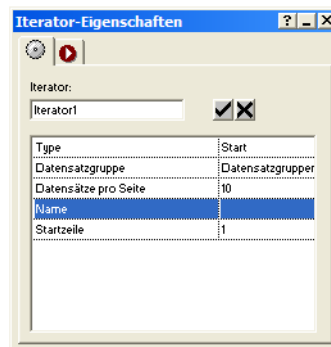 Iterator-Eigenschaften
Iterator:
Iterator1
Type Start
Datensatzgruppe Datensatzgrupper
Datensätze pro Seite 10
Name
Startzeile 1